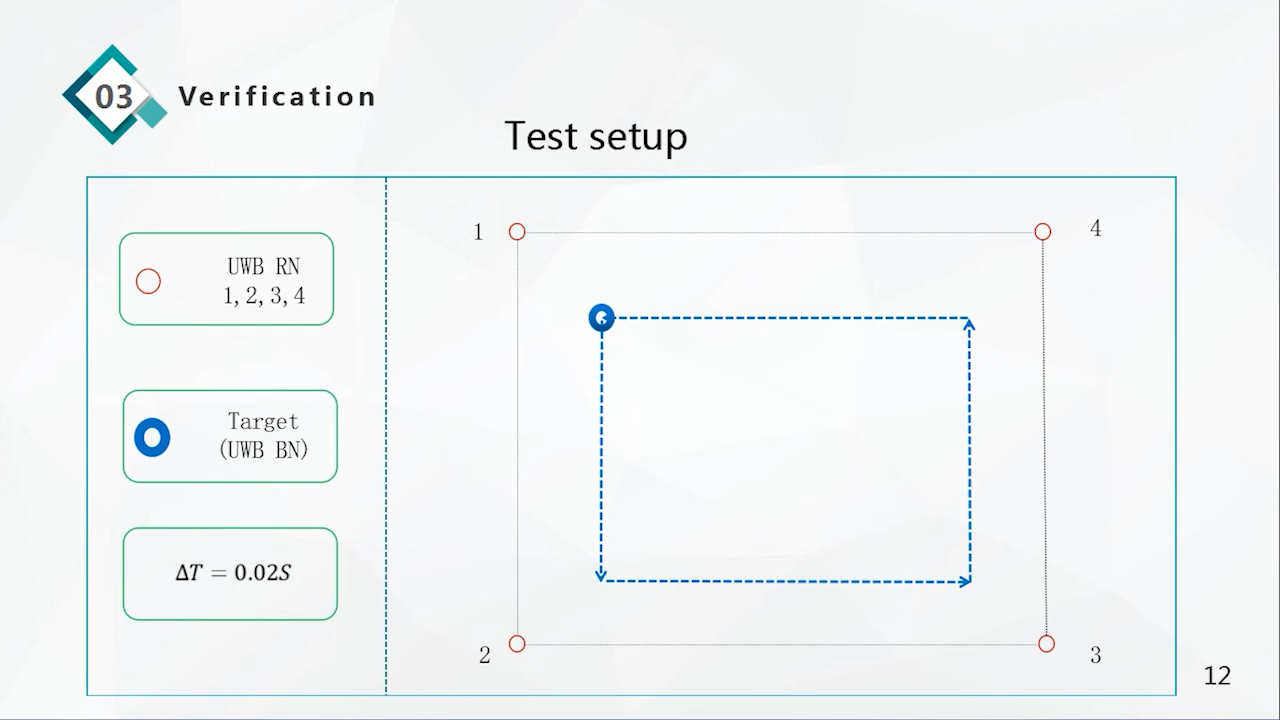 03
Verification
Test setup
UWB RN
1,2,3,4
Target
(UWB BN)
ΔT = 0.02S
1
4
2
3
12